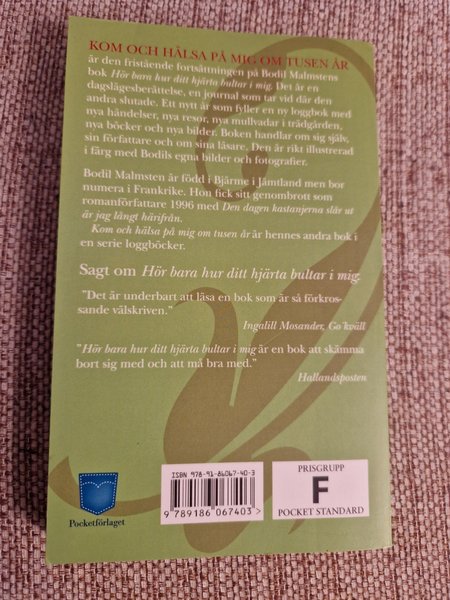 KOM OCH HÄLSA PÅ MIG OM TUSEN ÅR
är den fristående fortsättningen på Bodil Malmstens
bok Hör bara hur ditt hjärta bultar i mig. Det är en
dagslägesberättelse, en journal som tar vid där den
andra slutade. Ett nytt år som fyller en ny loggbok med
nya händelser, nya resor, nya mullvadar i trädgården,
nya böcker och nya bilder. Boken handlar om sig själv,
sin författare och om sina läsare. Den är rikt illustrerad
i färg med Bodils egna bilder och fotografier.
Bodil Malmsten är född i Bjärme i Jämtland men bor
numera i Frankrike. Hon fick sitt genombrott som
romanförfattare 1996 med Den dagen kastanjerna slår ut
är jag långt härifrån.
Kom och hälsa på mig om tusen år är hennes andra bok i
en serie loggböcker.
Sagt om Hör bara hur ditt hjärta bultar i mig:
"Det är underbart att läsa en bok som är så förkros-
sande välskriven."
Ingalill Mosander, Go'kväll
"Hör bara hur ditt hjärta bultar i mig är en bok att skämma
bort sig med och att må bra med."
Hallandsposten
ISBN 978-91-86067-40-3
9 789186 067403 >
PRISGRUPP
F
POCKET STANDARD
Pocketförlaget